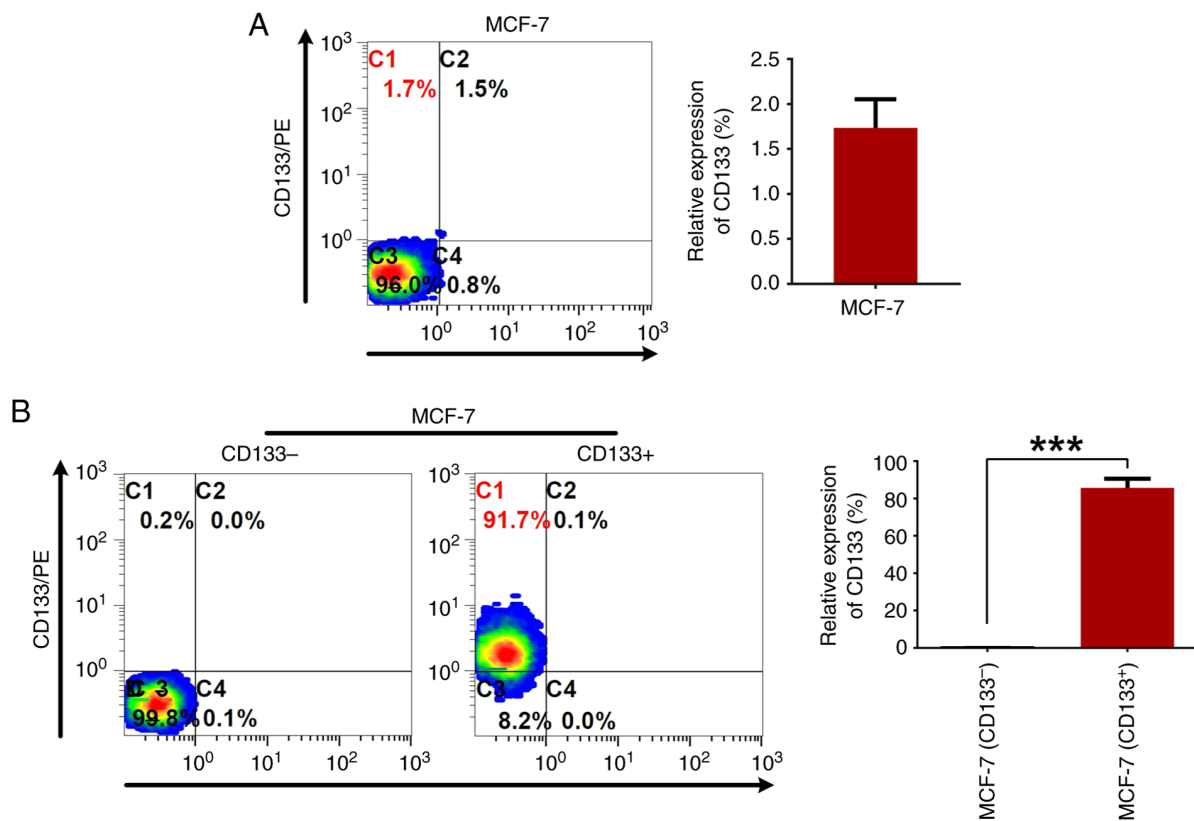 A
MCF-7
CD133/PE
10³
10²
10¹
10⁰
C1
1.7%
C2
1.5%
C3
96.0%
C4
0.8%
10⁰
10¹
10²
10³
Relative expression
of CD133 (%)
2.5
2.0
1.5
1.0
0.5
0.0
MCF-7
B
MCF-7
CD133–
CD133+
CD133/PE
10³
10²
10¹
10⁰
C1
0.2%
C2
0.0%
99.8%
C4
0.1%
10⁰
10¹
10²
10³
10³
10²
10¹
10⁰
C1
91.7%
C2
0.1%
C3
8.2%
C4
0.0%
10⁰
10¹
10²
10³
Relative expression
of CD133 (%)
100
80
60
40
20
0
***
MCF-7 (CD133⁻)
MCF-7 (CD133⁺)